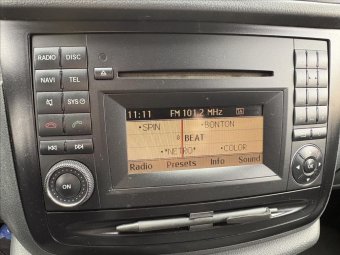 RADIO DISC
NAVI TEL
SYS
ON
11:11 FM 101,2 MHz
•SPIN •BONTON
BEAT
•*NETRO* •COLOR
Radio Presets Info Sound